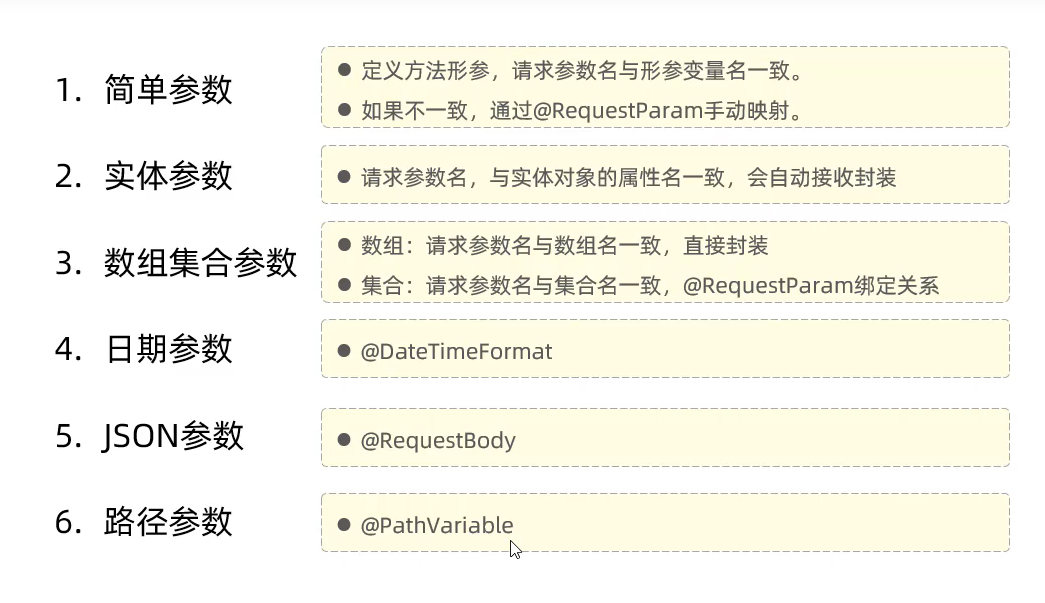 1. 简单参数
● 定义方法形参，请求参数名与形参变量名一致。
● 如果不一致，通过@RequestParam手动映射。
2. 实体参数
● 请求参数名，与实体对象的属性名一致，会自动接收封装
3. 数组集合参数
● 数组：请求参数名与数组名一致，直接封装
● 集合：请求参数名与集合名一致，@RequestParam绑定关系
4. 日期参数
● @DateTimeFormat
5. JSON参数
● @RequestBody
6. 路径参数
● @PathVariable